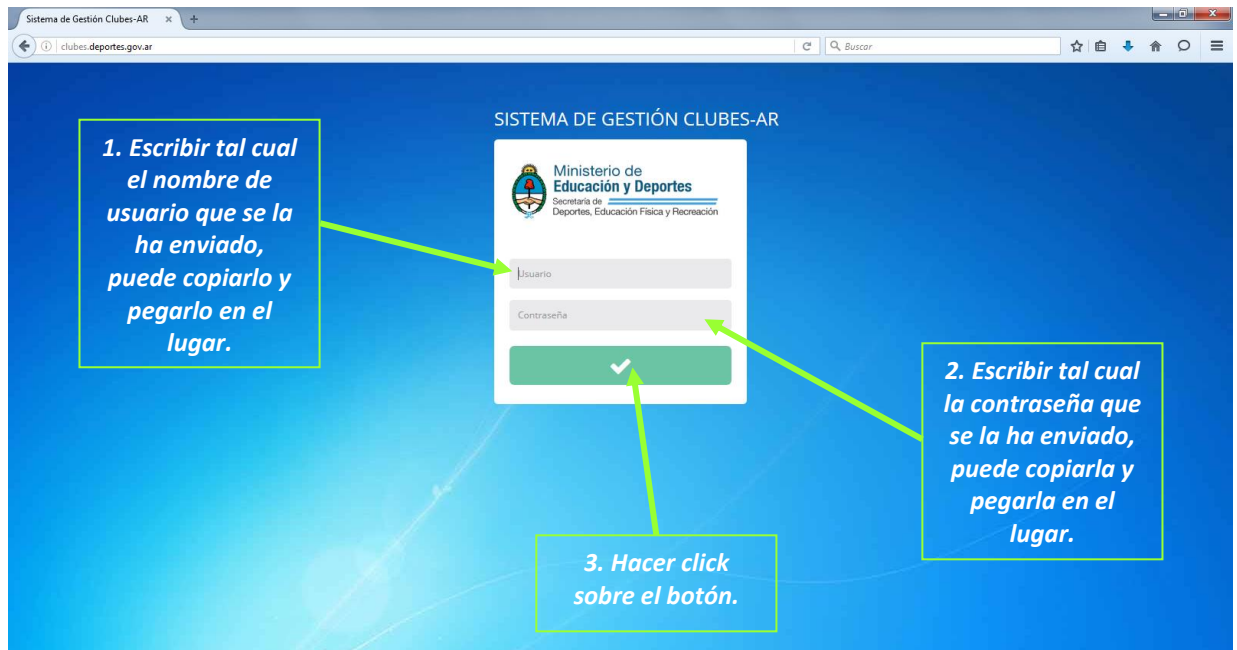 Sistema de Gestión Clubes-AR
clubes.deportes.gov.ar
Buscar
SISTEMA DE GESTIÓN CLUBES-AR
Ministerio de
Educación y Deportes
Secretaría de
Deportes, Educación Física y Recreación
Usuario
Contraseña
1. Escribir tal cual
el nombre de
usuario que se la
ha enviado,
puede copiarlo y
pegarlo en el
lugar.
2. Escribir tal cual
la contraseña que
se la ha enviado,
puede copiarla y
pegarla en el
lugar.
3. Hacer click
sobre el botón.